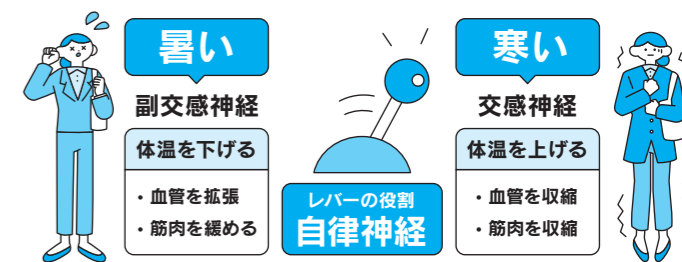 暑い
副交感神経
体温を下げる
・血管を拡張
・筋肉を緩める
レバーの役割
自律神経
寒い
交感神経
体温を上げる
・血管を収縮
・筋肉を収縮